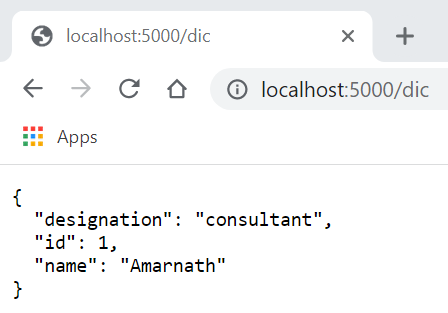 localhost:5000/dic
localhost:5000/dic
Apps
{
  "designation": "consultant",
  "id": 1,
  "name": "Amarnath"
}